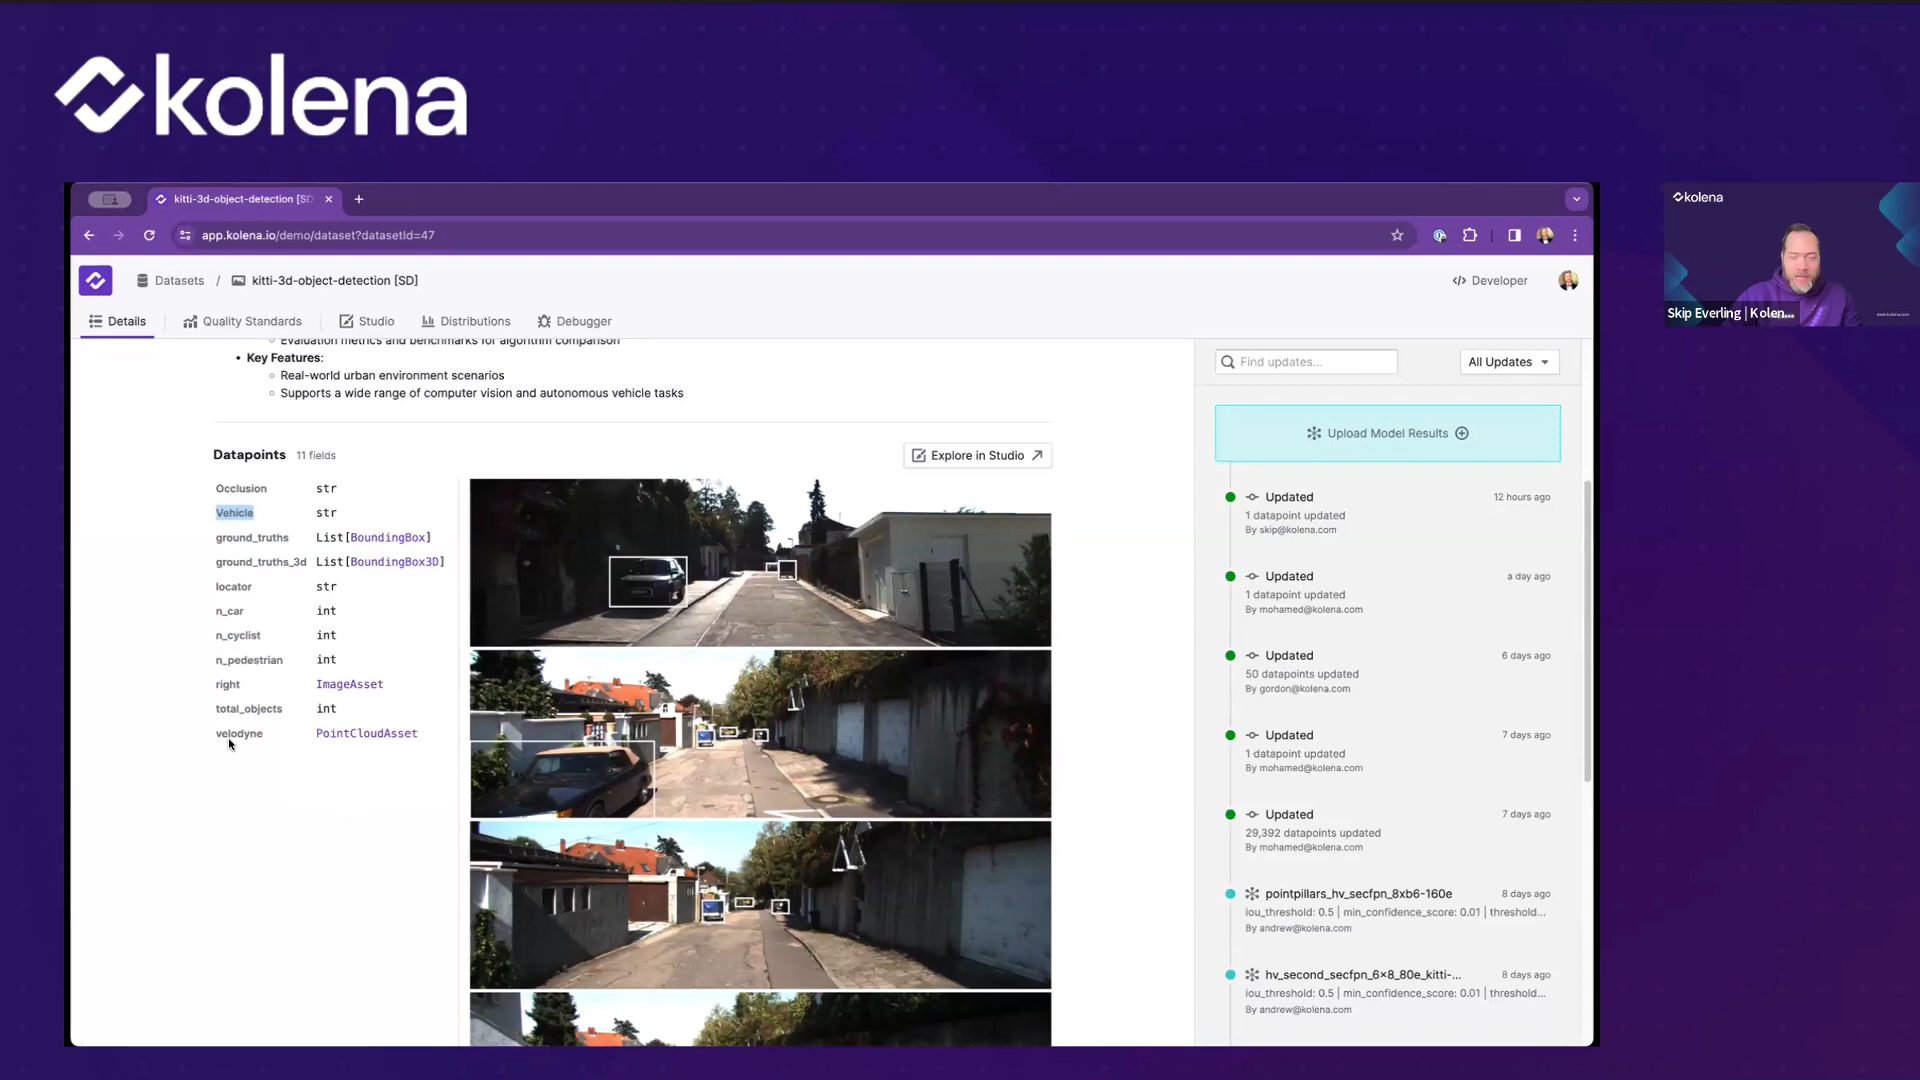 kolena
kitti-3d-object-detection [SD
app.kolena.io/demo/dataset?datasetId=47
Datasets / kitti-3d-object-detection [SD]
Developer
Details
Quality Standards
Studio
Distributions
Debugger
Evaluation metrics and benchmarks for algorithm comparison
• Key Features:
Real-world urban environment scenarios
Supports a wide range of computer vision and autonomous vehicle tasks
Datapoints 11 fields
Explore in Studio
Occlusion str
Vehicle str
ground_truths List[BoundingBox]
ground_truths_3d List[BoundingBox3D]
locator str
n_car int
n_cyclist int
n_pedestrian int
right ImageAsset
total_objects int
velodyne PointCloudAsset
Find updates...
All Updates
Upload Model Results
Updated 12 hours ago
1 datapoint updated
By skip@kolena.com
Updated a day ago
1 datapoint updated
By mohamed@kolena.com
Updated 6 days ago
50 datapoints updated
By gordon@kolena.com
Updated 7 days ago
1 datapoint updated
By mohamed@kolena.com
Updated 7 days ago
29,392 datapoints updated
By mohamed@kolena.com
pointpillars_hv_secfpn_8xb6-160e 8 days ago
iou_threshold: 0.5 | min_confidence_score: 0.01 | threshold...
By andrew@kolena.com
hv_second_secfpn_6x8_80e_kitti-... 8 days ago
iou_threshold: 0.5 | min_confidence_score: 0.01 | threshold...
By andrew@kolena.com
kolena
Skip Everling | Kolen...